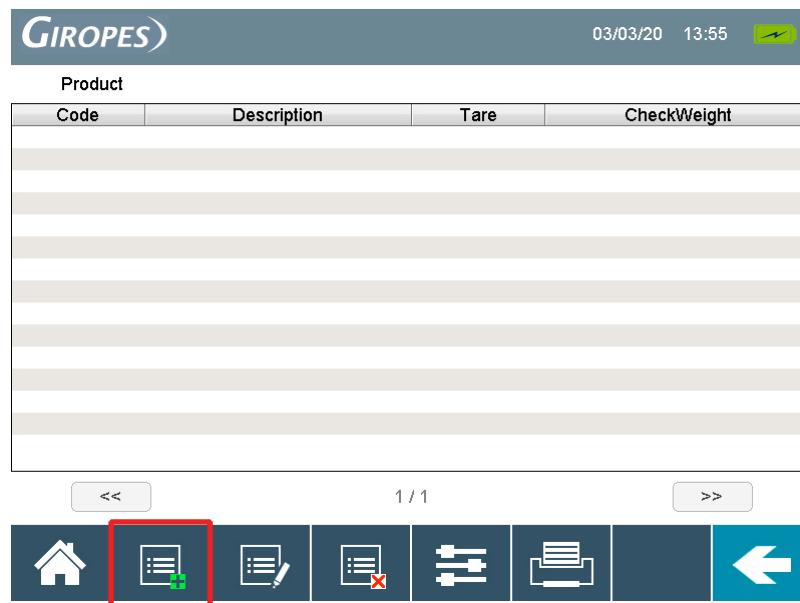 GIROPES 03/03/20 13:55
Product
Code Description Tare CheckWeight
<< 1 / 1 >>